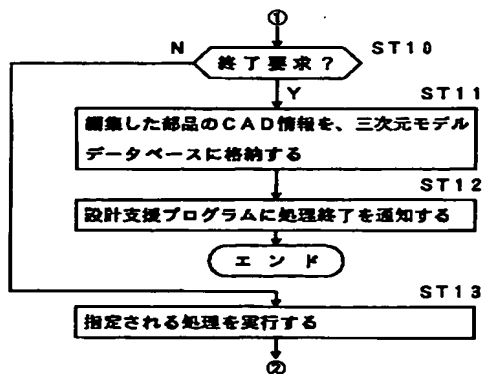 ①
N
終了要求？
ST10
Y
ST11
編集した部品のＣＡＤ情報を、三次元モデル
データベースに格納する
ST12
設計支援プログラムに処理終了を通知する
エンド
ST13
指定される処理を実行する
②